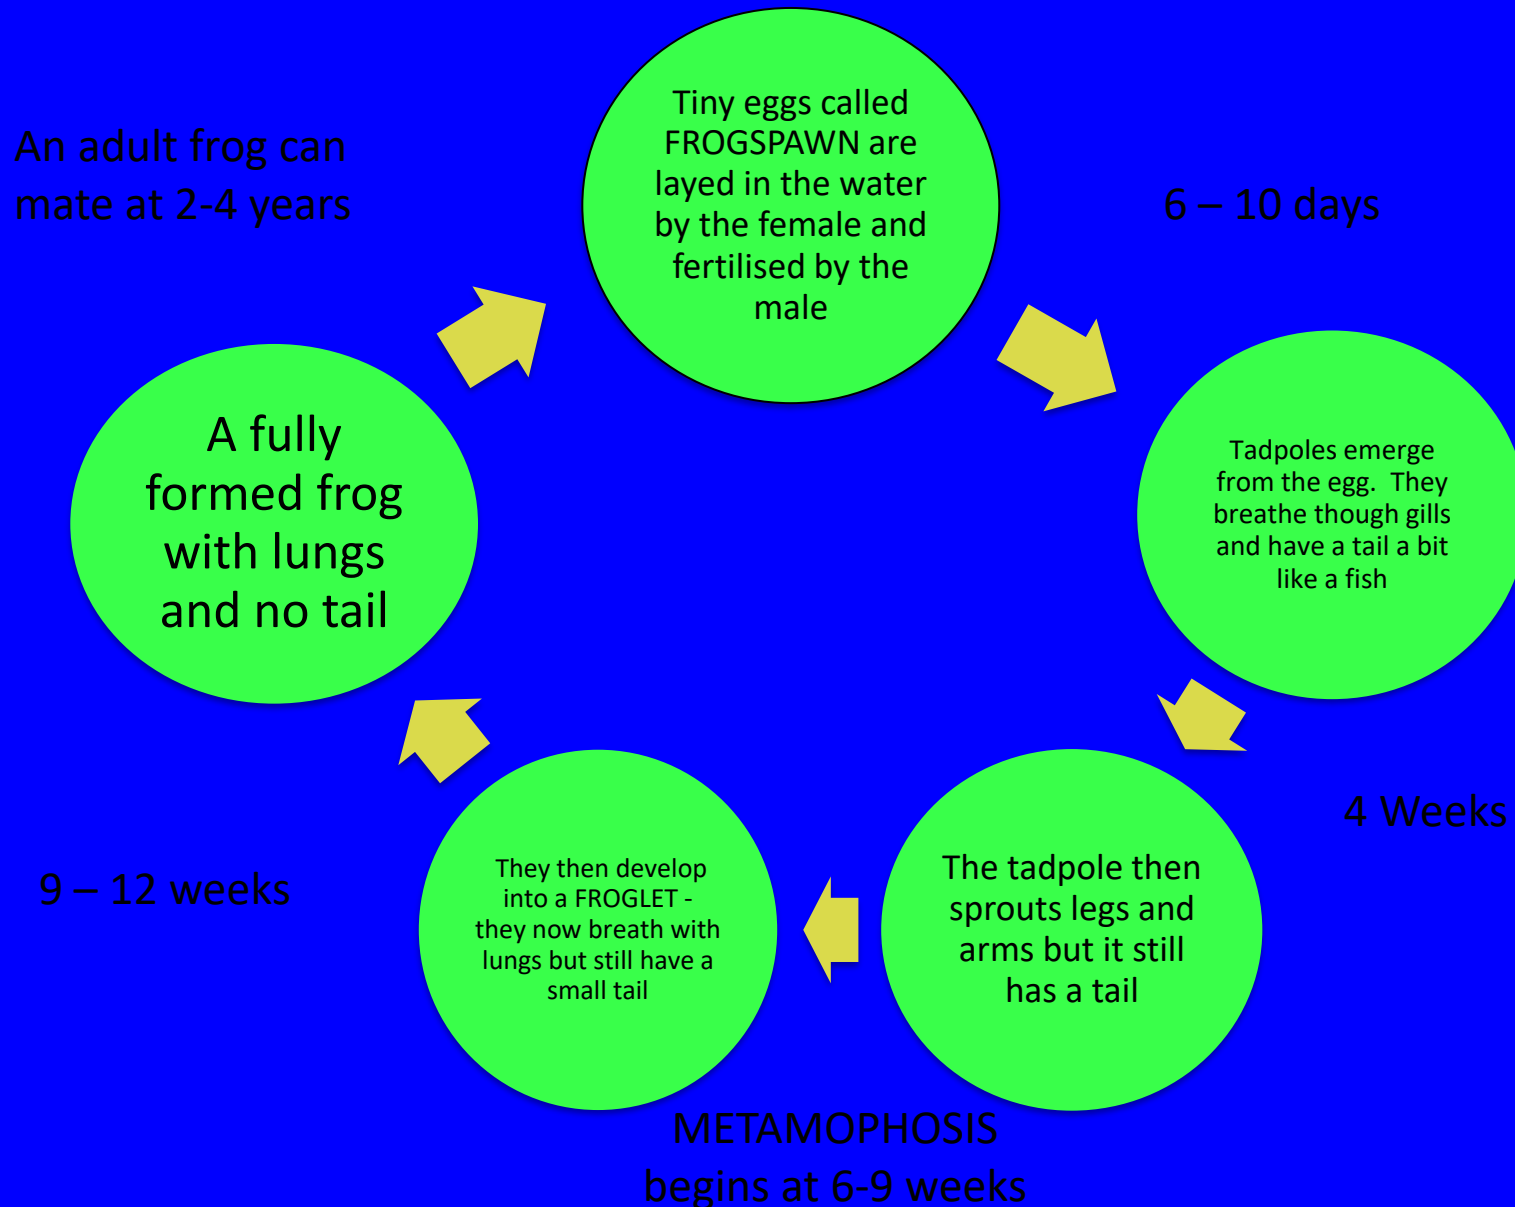 Tiny eggs called
FROGSPAWN are
layed in the water
by the female and
fertilised by the
male
6 – 10 days
Tadpoles emerge
from the egg.  They
breathe though gills
and have a tail a bit
like a fish
4 Weeks
The tadpole then
sprouts legs and
arms but it still
has a tail
METAMOPHOSIS
begins at 6-9 weeks
They then develop
into a FROGLET -
they now breath with
lungs but still have a
small tail
9 – 12 weeks
A fully
formed frog
with lungs
and no tail
An adult frog can
mate at 2-4 years